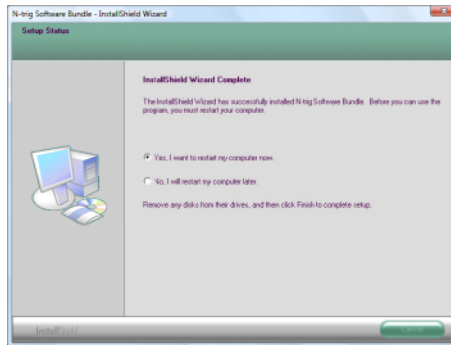 N-trig Software Bundle - InstallShield Wizard
Setup Status
InstallShield Wizard Complete
The InstallShield Wizard has successfully installed N-trig Software Bundle. Before you can use the
program, you must restart your computer.
Yes, I want to restart my computer now.
No, I will restart my computer later.
Remove any disks from their drives, and then click Finish to complete setup.
InstallShield